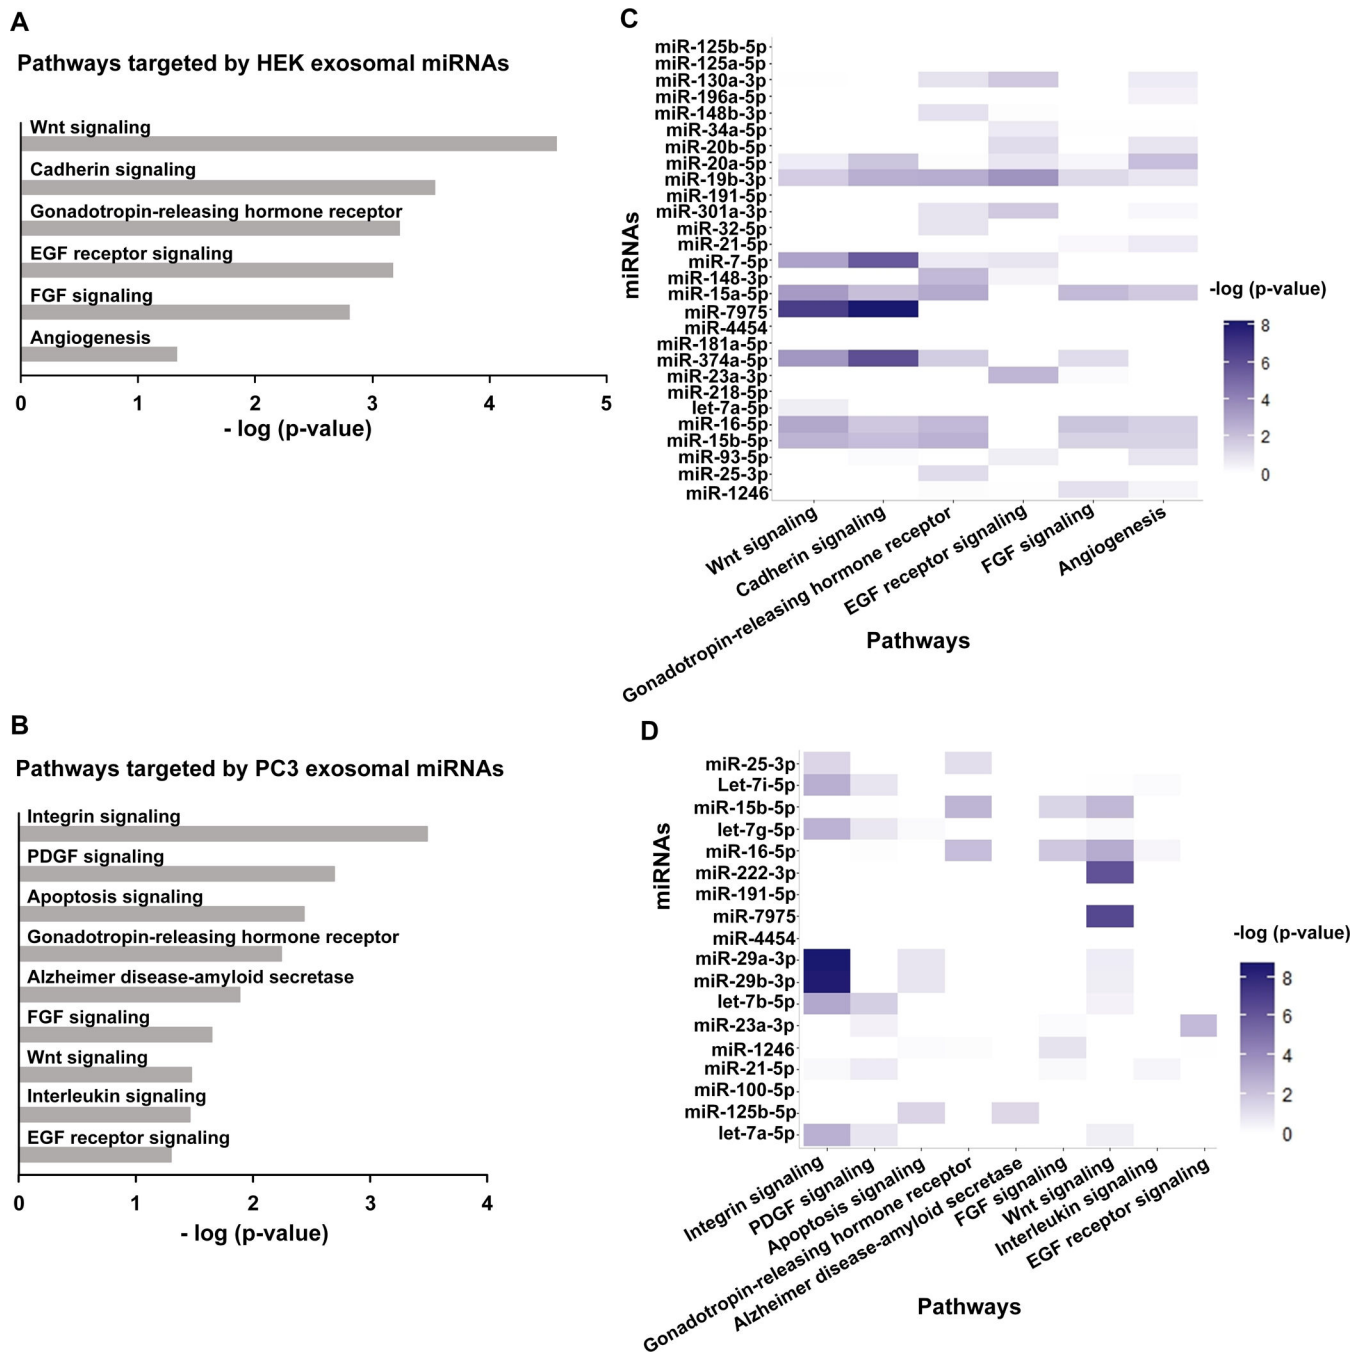 A
Pathways targeted by HEK exosomal miRNAs
Wnt signaling
Cadherin signaling
Gonadotropin-releasing hormone receptor
EGF receptor signaling
FGF signaling
Angiogenesis
0 1 2 3 4 5
- log (p-value)
C
miRNAs
miR-125b-5p
miR-125a-5p
miR-130a-3p
miR-196a-5p
miR-148b-3p
miR-34a-5p
miR-20b-5p
miR-20a-5p
miR-19b-3p
miR-191-5p
miR-301a-3p
miR-32-5p
miR-21-5p
miR-7-5p
miR-148-3p
miR-15a-5p
miR-7975
miR-4454
miR-181a-5p
miR-374a-5p
miR-23a-3p
miR-218-5p
let-7a-5p
miR-16-5p
miR-15b-5p
miR-93-5p
miR-25-3p
miR-1246
Wnt signaling
Cadherin signaling
Gonadotropin-releasing hormone receptor
EGF receptor signaling
FGF signaling
Angiogenesis
Pathways
-log (p-value)
8
6
4
2
0
B
Pathways targeted by PC3 exosomal miRNAs
Integrin signaling
PDGF signaling
Apoptosis signaling
Gonadotropin-releasing hormone receptor
Alzheimer disease-amyloid secretase
FGF signaling
Wnt signaling
Interleukin signaling
EGF receptor signaling
0 1 2 3 4
- log (p-value)
D
miRNAs
miR-25-3p
Let-7i-5p
miR-15b-5p
let-7g-5p
miR-16-5p
miR-222-3p
miR-191-5p
miR-7975
miR-4454
miR-29a-3p
miR-29b-3p
let-7b-5p
miR-23a-3p
miR-1246
miR-21-5p
miR-100-5p
miR-125b-5p
let-7a-5p
Integrin signaling
PDGF signaling
Apoptosis signaling
Gonadotropin-releasing hormone receptor
Alzheimer disease-amyloid secretase
FGF signaling
Wnt signaling
Interleukin signaling
EGF receptor signaling
Pathways
-log (p-value)
8
6
4
2
0